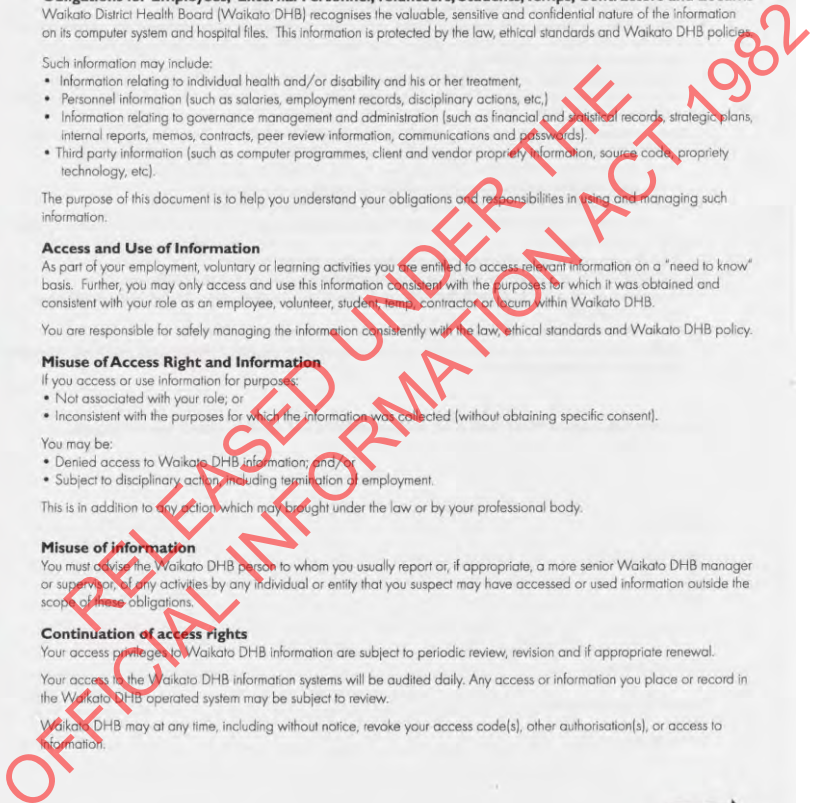 Obligations for Employees, External Personnel, Volunteers, Students, Temps, Contractors and Locums
Waikato District Health Board (Waikato DHB) recognises the valuable, sensitive and confidential nature of the information
on its computer system and hospital files. This information is protected by the law, ethical standards and Waikato DHB policies.
Such information may include:
• Information relating to individual health and/or disability and his or her treatment,
• Personnel information (such as salaries, employment records, disciplinary actions, etc,)
• Information relating to governance management and administration (such as financial and statistical records, strategic plans,
internal reports, memos, contracts, peer review information, communications and passwords).
• Third party information (such as computer programmes, client and vendor propriety information, source code, propriety
technology, etc).
The purpose of this document is to help you understand your obligations and responsibilities in using and managing such
information.
Access and Use of Information
As part of your employment, voluntary or learning activities you are entitled to access relevant information on a "need to know"
basis. Further, you may only access and use this information consistent with the purposes for which it was obtained and
consistent with your role as an employee, volunteer, student, temp, contractor or locum within Waikato DHB.
You are responsible for safely managing the information consistently with the law, ethical standards and Waikato DHB policy.
Misuse of Access Right and Information
If you access or use information for purposes:
• Not associated with your role; or
• Inconsistent with the purposes for which the information was collected (without obtaining specific consent).
You may be:
• Denied access to Waikato DHB information; and/or
• Subject to disciplinary action, including termination of employment.
This is in addition to any action which may brought under the law or by your professional body.
Misuse of information
You must advise the Waikato DHB person to whom you usually report or, if appropriate, a more senior Waikato DHB manager
or supervisor, of any activities by any individual or entity that you suspect may have accessed or used information outside the
scope of these obligations.
Continuation of access rights
Your access privileges to Waikato DHB information are subject to periodic review, revision and if appropriate renewal.
Your access to the Waikato DHB information systems will be audited daily. Any access or information you place or record in
the Waikato DHB operated system may be subject to review.
Waikato DHB may at any time, including without notice, revoke your access code(s), other authorisation(s), or access to
information.
RELEASED UNDER THE
OFFICIAL INFORMATION ACT 1982